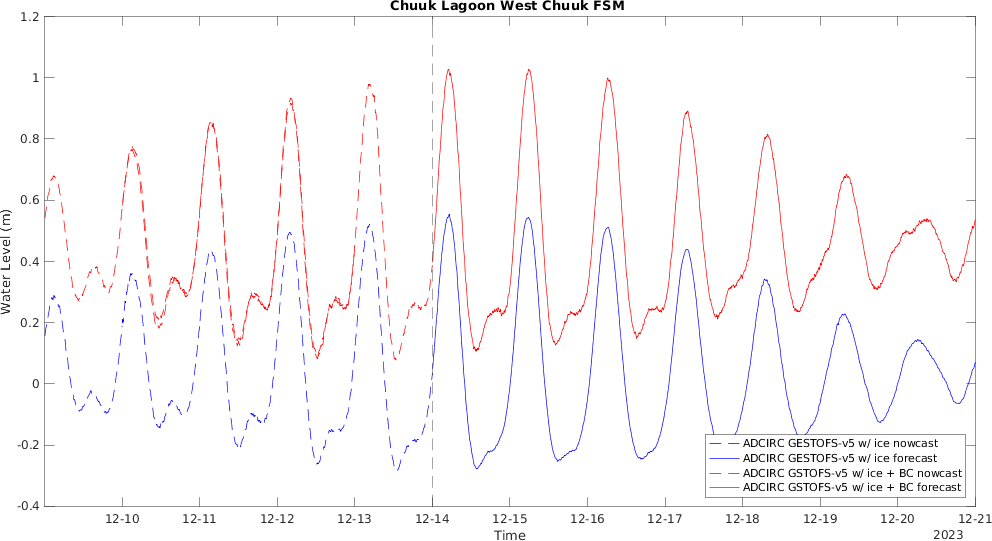 Chuuk Lagoon West Chuuk FSM
1.2
1
0.8
0.6
0.4
0.2
0
-0.2
-0.4
Water Level (m)
12-10 12-11 12-12 12-13 12-14 12-15 12-16 12-17 12-18 12-19 12-20 12-21
Time
2023
ADCIRC GESTOFS-v5 w/ ice nowcast
ADCIRC GESTOFS-v5 w/ ice forecast
ADCIRC GSTOFS-v5 w/ ice + BC nowcast
ADCIRC GSTOFS-v5 w/ ice + BC forecast